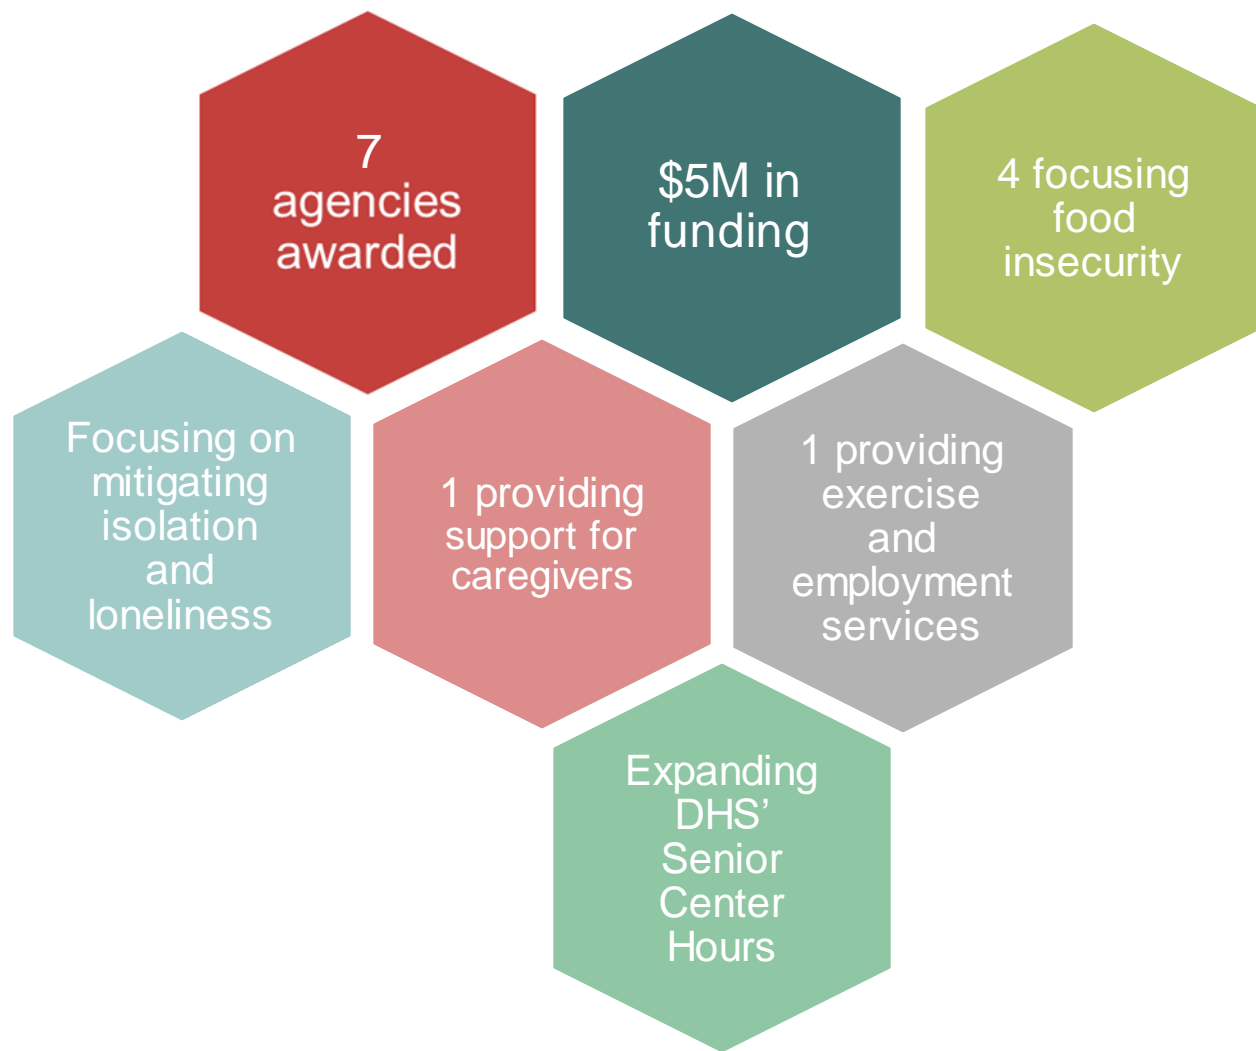 7
agencies
awarded
$5M in
funding
4 focusing
food
insecurity
Focusing on
mitigating
isolation
and
loneliness
1 providing
support for
caregivers
1 providing
exercise
and
employment
services
Expanding
DHS’
Senior
Center
Hours